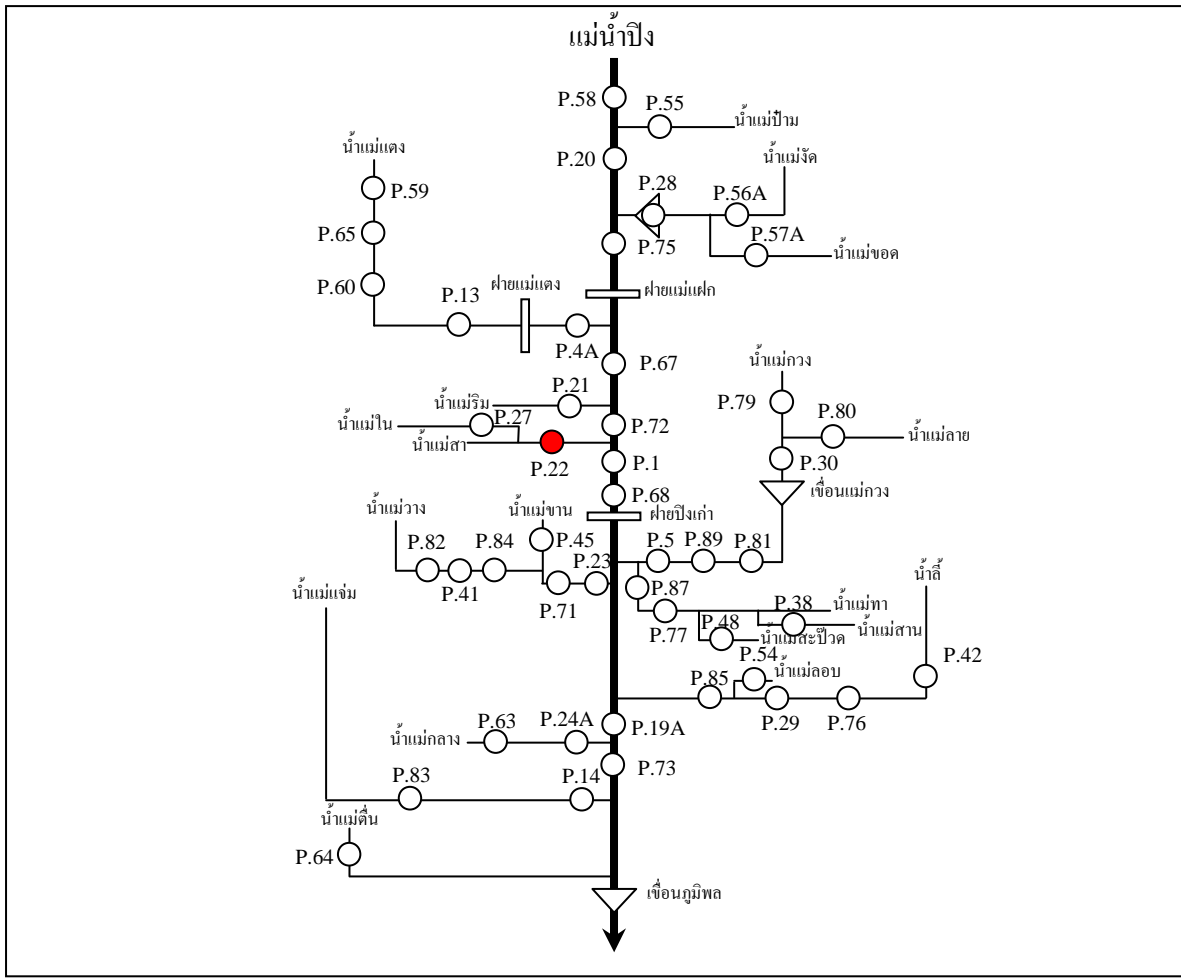 แม่น้ำปิง
P.58
P.55
น้ำแม่ป๋าม
น้ำแม่แตง
P.20
น้ำแม่งัด
P.59
P.28
P.56A
P.65
P.75
P.57A
น้ำแม่ขอด
P.60
P.13
ฝายแม่แตง
ฝายแม่แฝก
P.4A
P.67
น้ำแม่กวง
P.21
P.79
น้ำแม่ริม
P.27
P.80
น้ำแม่ใน
P.72
น้ำแม่ลาย
น้ำแม่สา
P.22
P.1
P.30
P.68
เขื่อนแม่กวง
น้ำแม่วาง
น้ำแม่ขาน
ฝายปิงเก่า
P.82
P.84
P.45
P.5
P.89
P.81
P.23
น้ำลี้
P.41
P.71
P.87
น้ำแม่แจ่ม
P.38
น้ำแม่ทา
P.77
P.48
น้ำแม่สาน
น้ำแม่สะป๊วด
P.54
P.42
P.85
น้ำแม่ลอบ
P.29
P.76
P.63
P.24A
P.19A
น้ำแม่กลาง
P.73
P.83
P.14
น้ำแม่ตื่น
P.64
เขื่อนภูมิพล